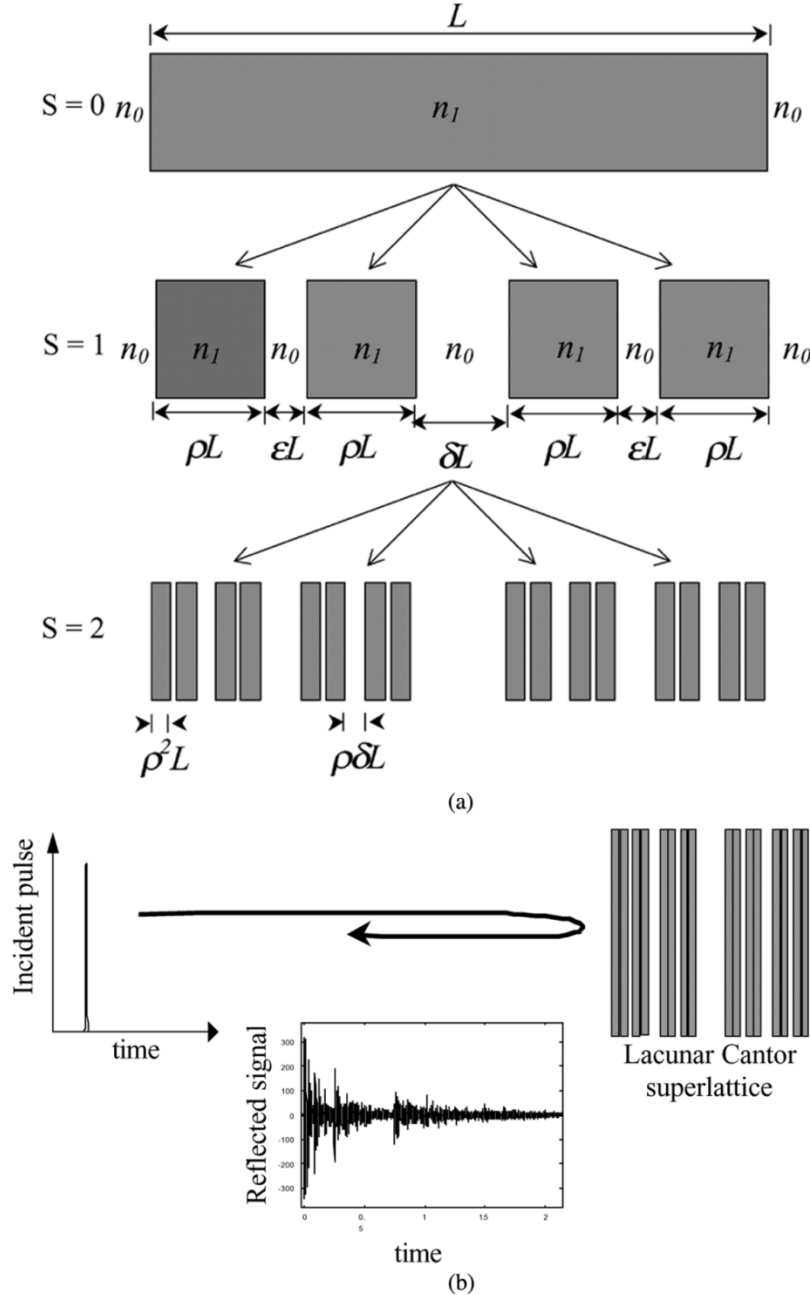 L
S = 0 n₀ n₁ n₀
S = 1 n₀ n₁ n₀ n₁ n₀ n₁ n₀ n₁ n₀
ρL εL ρL δL ρL εL ρL
S = 2
ρ²L ρδL
(a)
Incident pulse
time
Lacunar Cantor
superlattice
Reflected signal
300
200
100
0
-100
-200
-300
0 0.5 1 1.5 2
time
(b)